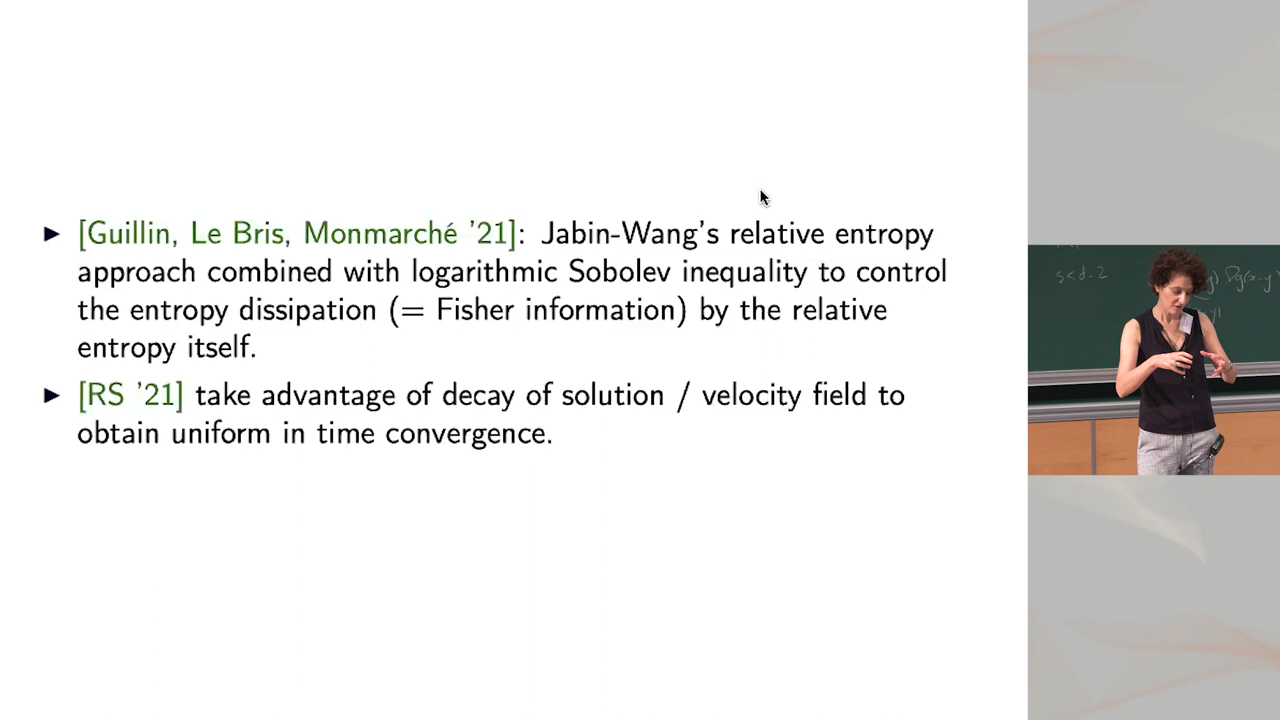 ► [Guillin, Le Bris, Monmarché '21]: Jabin-Wang's relative entropy
approach combined with logarithmic Sobolev inequality to control
the entropy dissipation (= Fisher information) by the relative
entropy itself.
► [RS '21] take advantage of decay of solution / velocity field to
obtain uniform in time convergence.
s<d-2